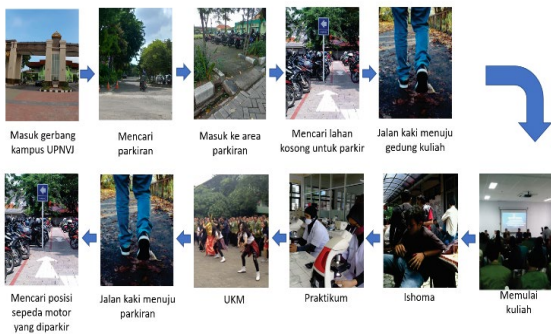 Masuk gerbang
kampus UPNVJ
Mencari
parkiran
Masuk ke area
parkiran
Mencari lahan
kosong untuk parkir
Jalan kaki menuju
gedung kuliah
Memulai
kuliah
Ishoma
Praktikum
UKM
Jalan kaki menuju
parkiran
Mencari posisi
sepeda motor
yang diparkir